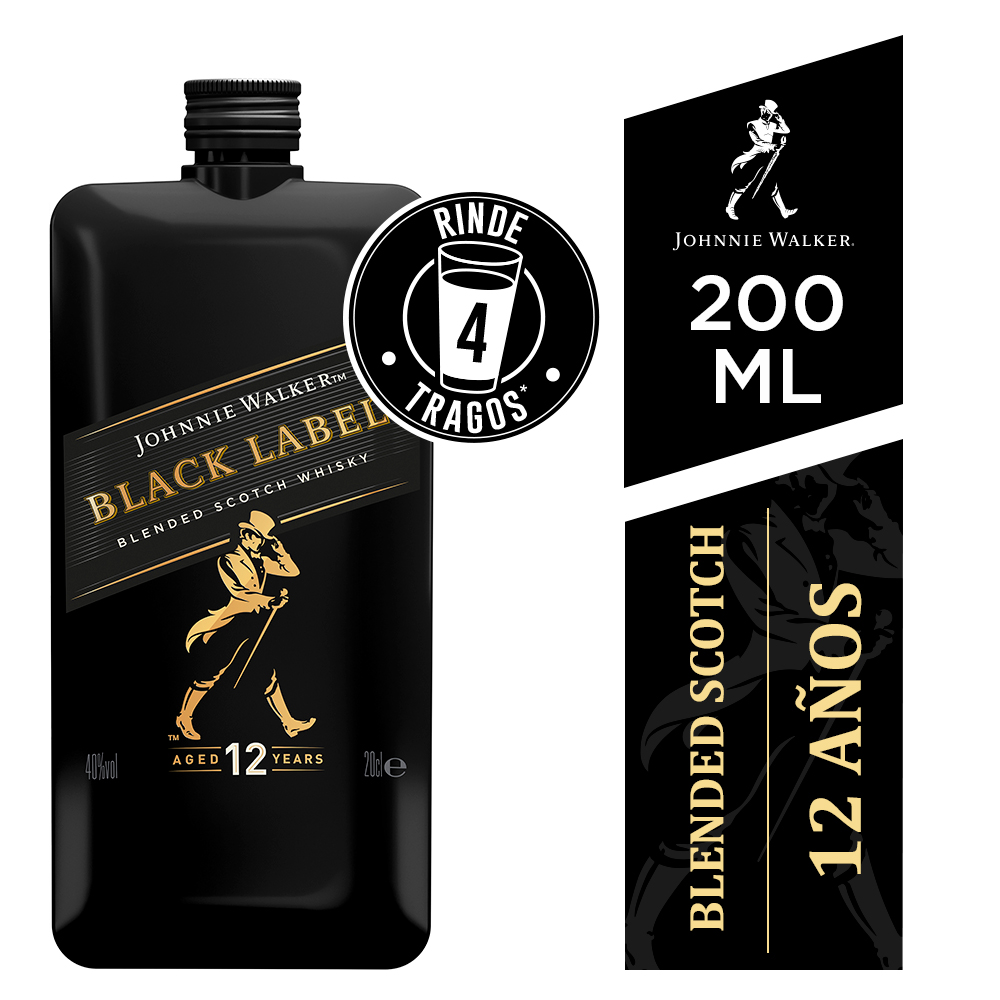 JOHNNIE WALKER™
BLACK LABEL
BLENDED SCOTCH WHISKY
TM
AGED 12 YEARS
40%vol
20cl e
RINDE
4
TRAGOS*
JOHNNIE WALKER.
200
ML
BLENDED SCOTCH
12 AÑOS